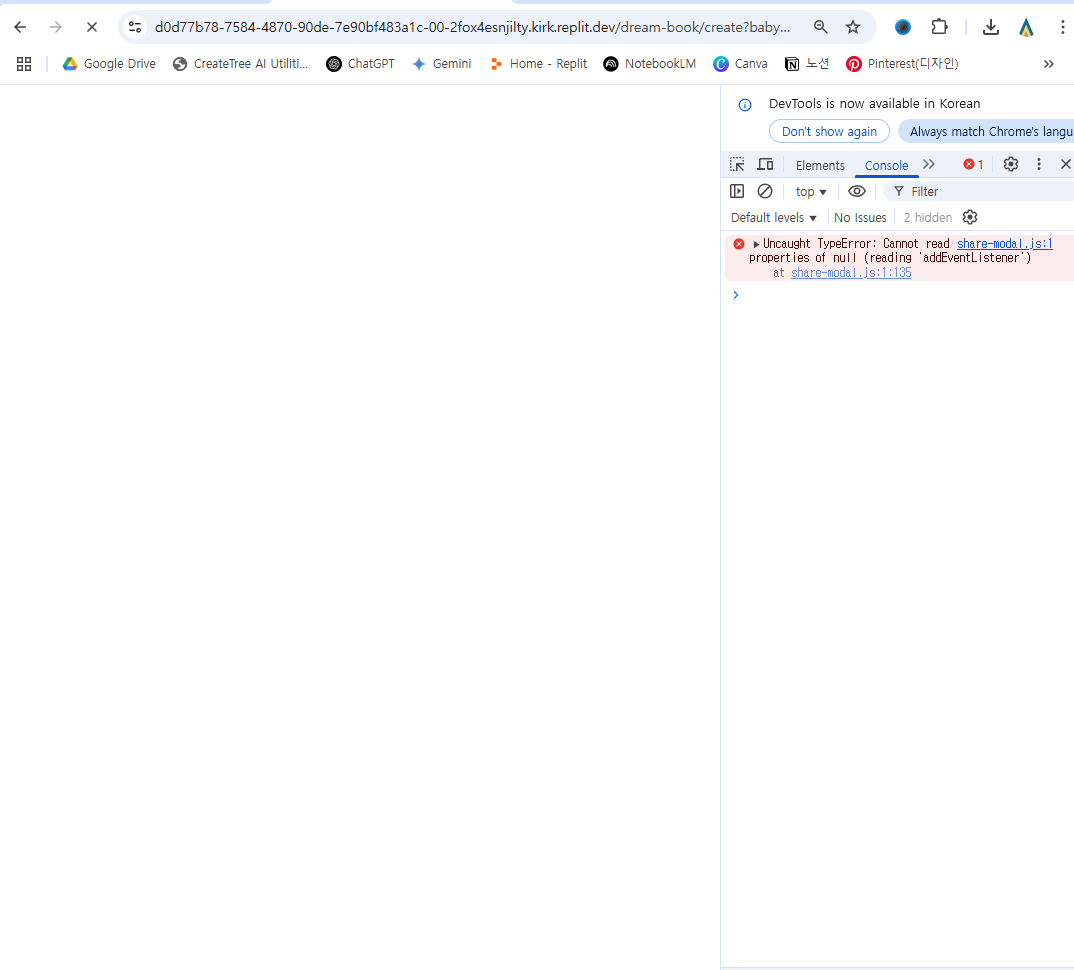 d0d77b78-7584-4870-90de-7e90bf483a1c-00-2fox4esnjilty.kirk.replit.dev/dream-book/create?baby...
Google Drive CreateTree AI Utiliti... ChatGPT Gemini Home - Replit NotebookLM Canva 노션 Pinterest(디자인)
DevTools is now available in Korean
Don't show again Always match Chrome's langu
Elements Console 1
top Filter
Default levels No Issues 2 hidden
Uncaught TypeError: Cannot read share-modal.js:1
properties of null (reading 'addEventListener')
at share-modal.js:1:135